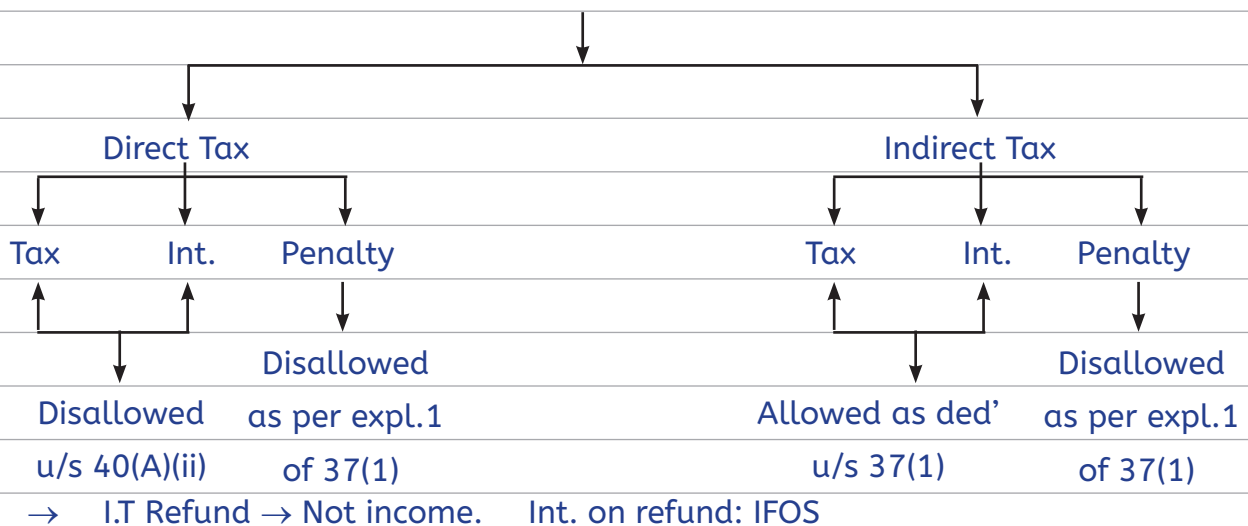 Direct Tax Indirect Tax
Tax Int. Penalty Tax Int. Penalty
Disallowed Disallowed
Disallowed as per expl.1 Allowed as ded’ as per expl.1
u/s 40(A)(ii) of 37(1) u/s 37(1) of 37(1)
→ I.T Refund → Not income. Int. on refund: IFOS